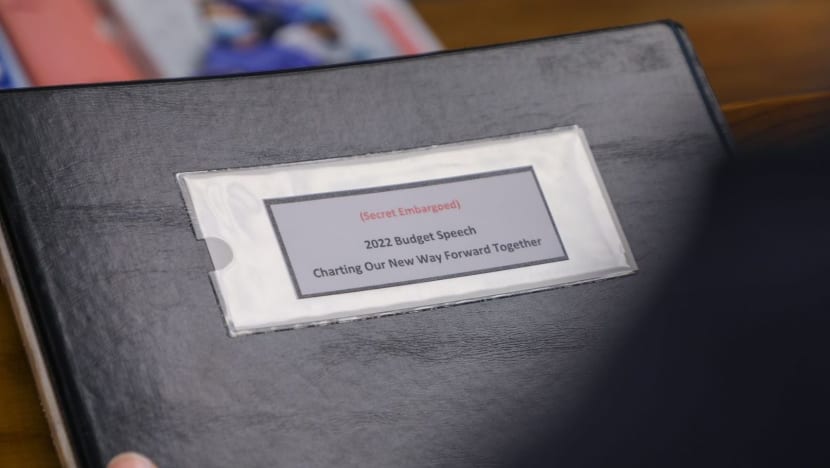 (Secret Embargoed)
2022 Budget Speech
Charting Our New Way Forward Together